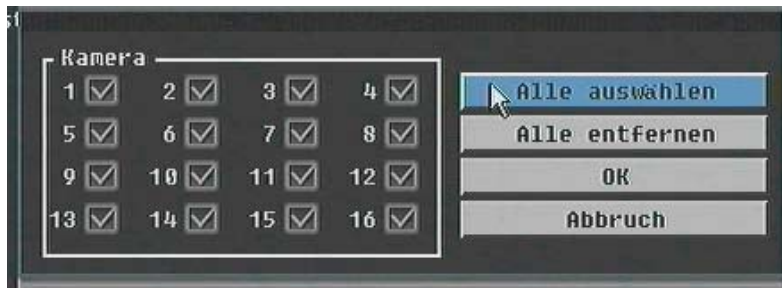 st
Kamera
1 2 3 4
5 6 7 8
9 10 11 12
13 14 15 16
Alle auswählen
Alle entfernen
OK
Abbruch